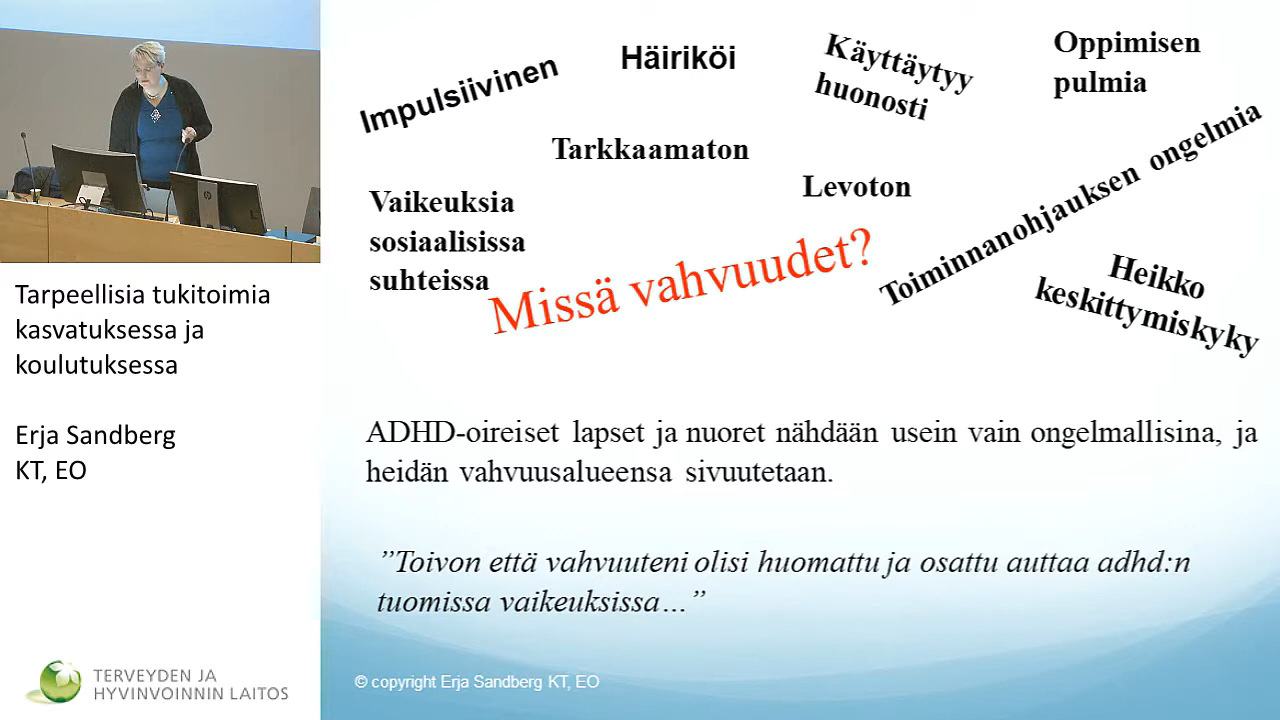 Impulsiivinen
Häiriköi
Käyttäytyy
huonosti
Oppimisen
pulmia
Tarkkaamaton
Levoton
Toiminnanohjauksen ongelmia
Vaikeuksia
sosiaalisissa
suhteissa
Missä vahvuudet?
Heikko
keskittymiskyky
ADHD-oireiset lapset ja nuoret nähdään usein vain ongelmallisina, ja
heidän vahvuusalueensa sivuutetaan.
”Toivon että vahvuuteni olisi huomattu ja osattu auttaa adhd:n
tuomissa vaikeuksissa…”
© copyright Erja Sandberg KT, EO
Tarpeellisia tukitoimia
kasvatuksessa ja
koulutuksessa
Erja Sandberg
KT, EO
TERVEYDEN JA
HYVINVOINNIN LAITOS